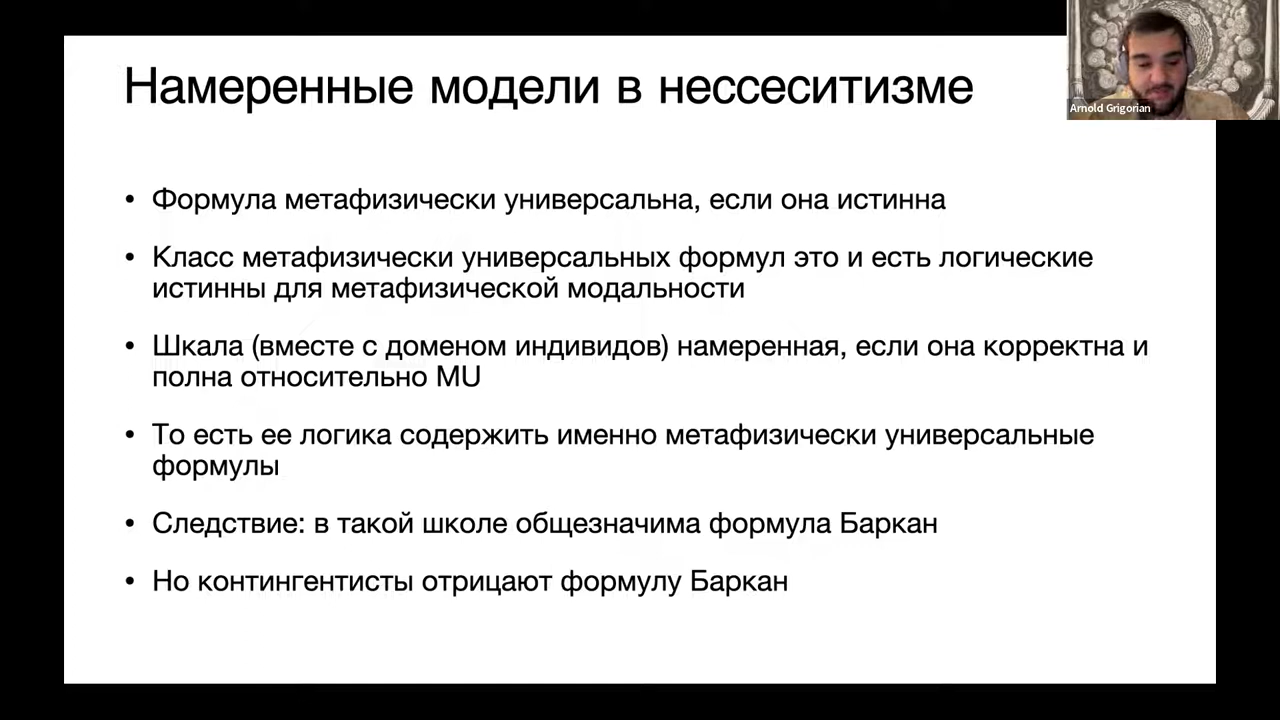 Намеренные модели в нессеситизме
Arnold Grigorian
• Формула метафизически универсальна, если она истинна
• Класс метафизически универсальных формул это и есть логические
истинны для метафизической модальности
• Шкала (вместе с доменом индивидов) намеренная, если она корректна и
полна относительно MU
• То есть ее логика содержить именно метафизически универсальные
формулы
• Следствие: в такой школе общезначима формула Баркан
• Но контингентисты отрицают формулу Баркан